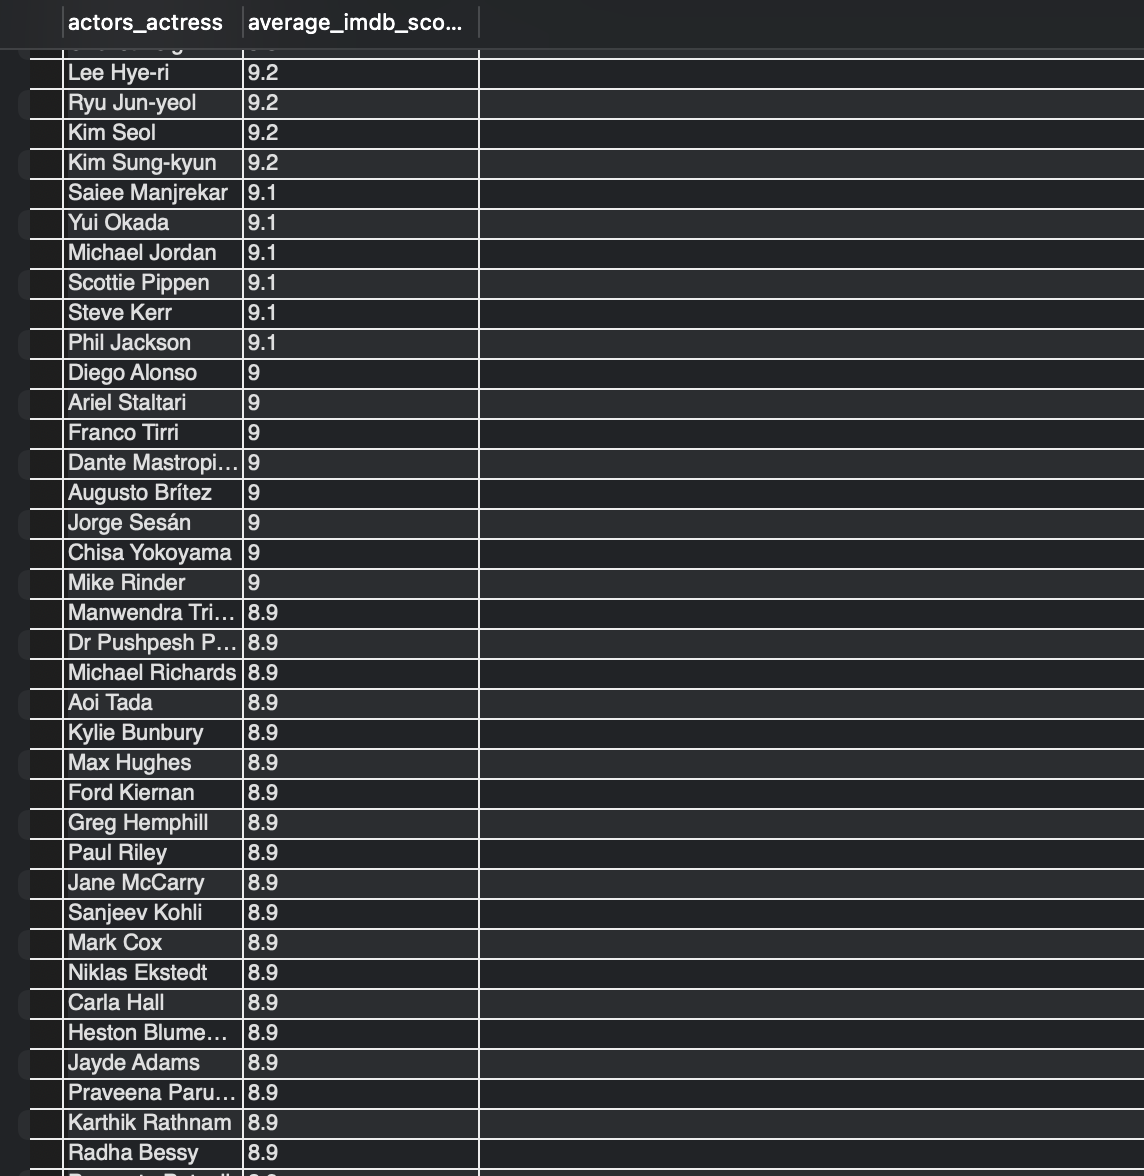 actors_actress average_imdb_sco...
Lee Hye-ri 9.2
Ryu Jun-yeol 9.2
Kim Seol 9.2
Kim Sung-kyun 9.2
Saiee Manjrekar 9.1
Yui Okada 9.1
Michael Jordan 9.1
Scottie Pippen 9.1
Steve Kerr 9.1
Phil Jackson 9.1
Diego Alonso 9
Ariel Staltari 9
Franco Tirri 9
Dante Mastropi... 9
Augusto Brítez 9
Jorge Sesán 9
Chisa Yokoyama 9
Mike Rinder 9
Manwendra Tri... 8.9
Dr Pushpesh P... 8.9
Michael Richards 8.9
Aoi Tada 8.9
Kylie Bunbury 8.9
Max Hughes 8.9
Ford Kiernan 8.9
Greg Hemphill 8.9
Paul Riley 8.9
Jane McCarry 8.9
Sanjeev Kohli 8.9
Mark Cox 8.9
Niklas Ekstedt 8.9
Carla Hall 8.9
Heston Blume... 8.9
Jayde Adams 8.9
Praveena Paru... 8.9
Karthik Rathnam 8.9
Radha Bessy 8.9